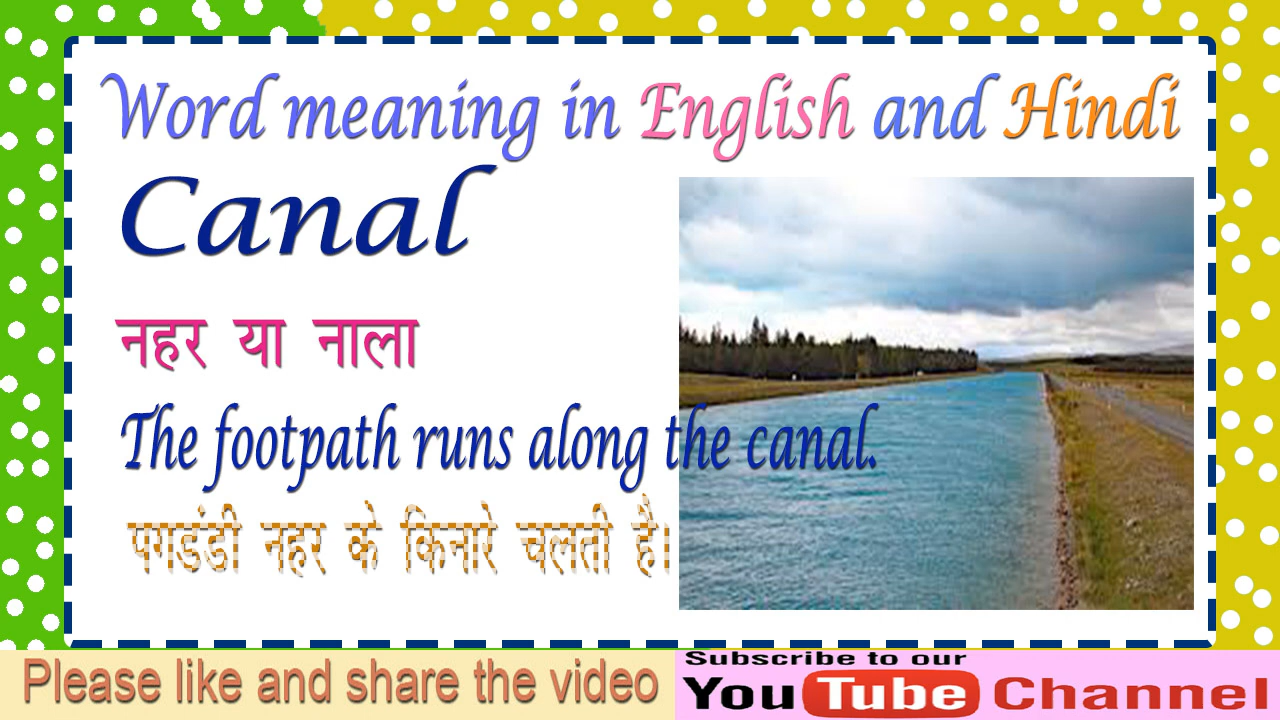 Word meaning in English and Hindi
Canal
नहर या नाला
The footpath runs along the canal.
पगडंडी नहर के किनारे चलती है।
Please like and share the video
Subscribe to our
YouTube Channel